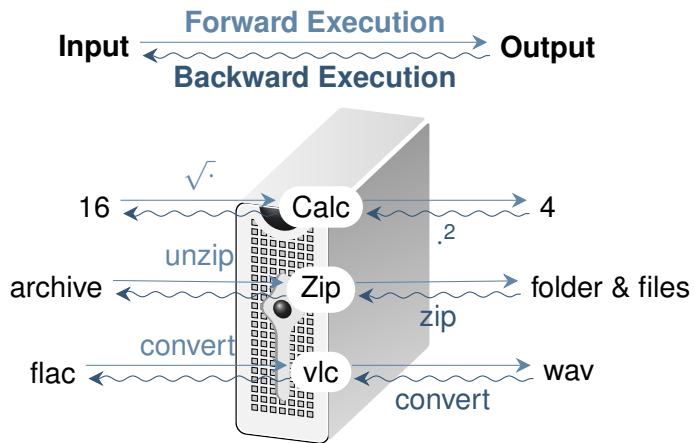 Forward Execution
Input Output
Backward Execution
√·
16 Calc 4
·²
unzip
archive Zip folder & files
zip
convert
flac vlc wav
convert